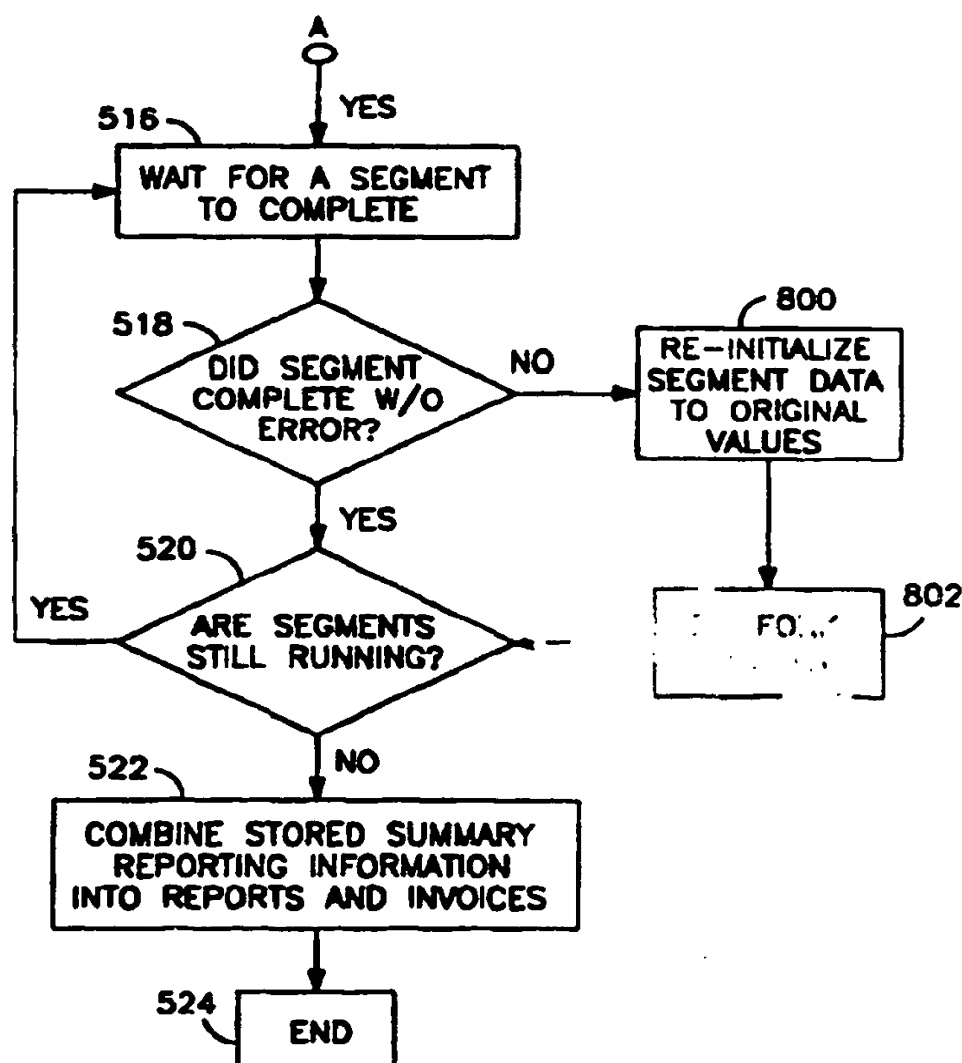 A
YES
516
WAIT FOR A SEGMENT
TO COMPLETE
518
DID SEGMENT
COMPLETE W/O
ERROR?
NO
800
RE-INITIALIZE
SEGMENT DATA
TO ORIGINAL
VALUES
YES
520
YES
ARE SEGMENTS
STILL RUNNING?
802
NO
522
COMBINE STORED SUMMARY
REPORTING INFORMATION
INTO REPORTS AND INVOICES
524
END